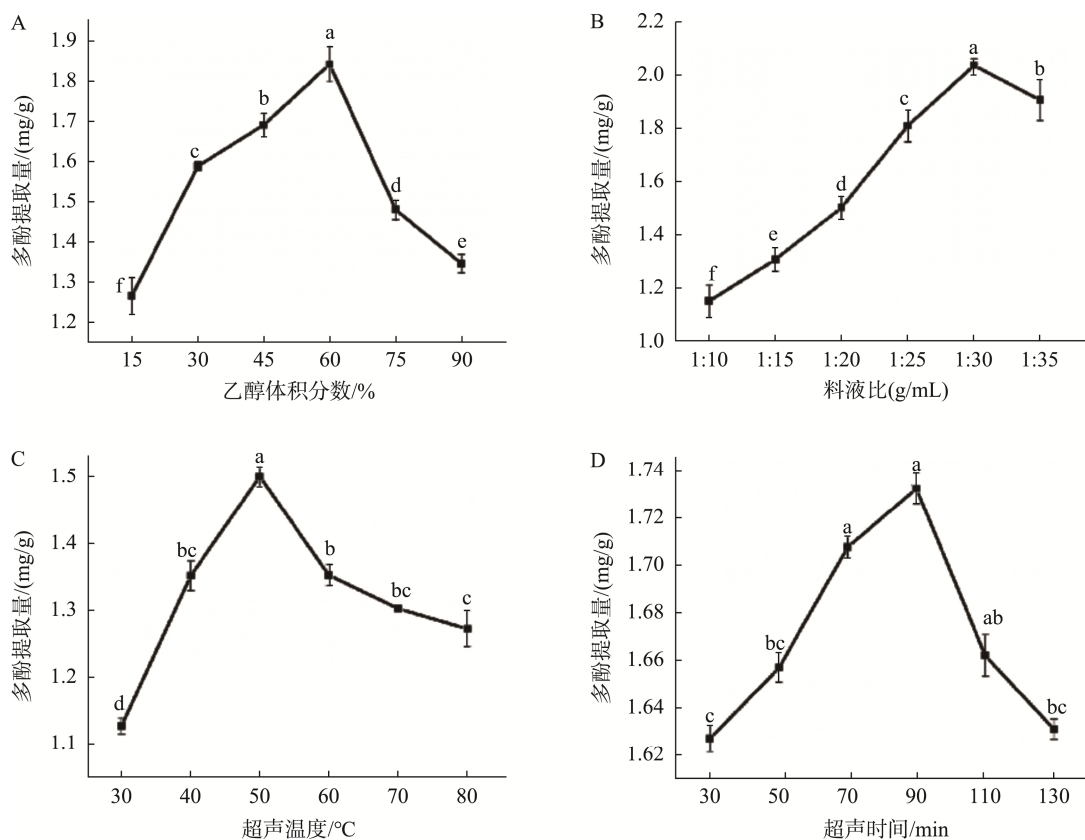 A
多酚提取量/(mg/g)
1.9
1.8
1.7
1.6
1.5
1.4
1.3
1.2
f
c
b
a
d
e
15 30 45 60 75 90
乙醇体积分数/%
B
多酚提取量/(mg/g)
2.2
2.0
1.8
1.6
1.4
1.2
1.0
f
e
d
c
a
b
1:10 1:15 1:20 1:25 1:30 1:35
料液比(g/mL)
C
多酚提取量/(mg/g)
1.5
1.4
1.3
1.2
1.1
d
bc
a
b
bc
c
30 40 50 60 70 80
超声温度/℃
D
多酚提取量/(mg/g)
1.74
1.72
1.70
1.68
1.66
1.64
1.62
c
bc
a
a
ab
bc
30 50 70 90 110 130
超声时间/min